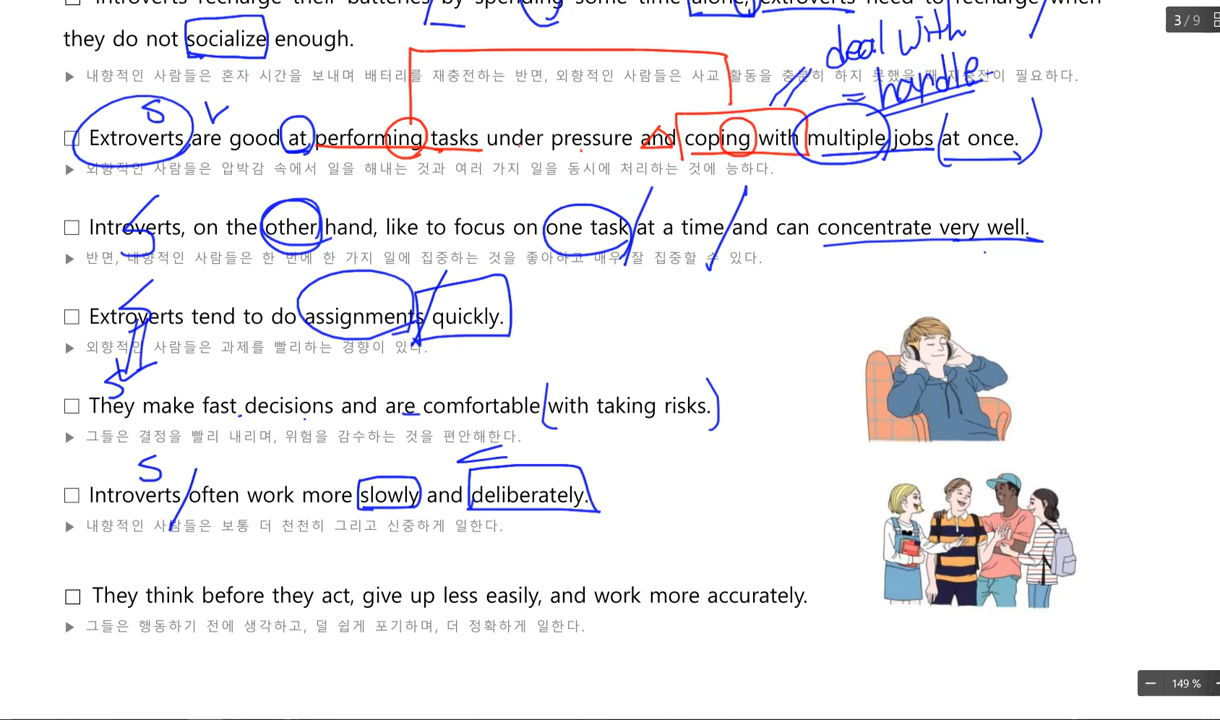 Introverts recharge their batteries by spending some time alone, extroverts need to recharge when
they do not socialize enough.
▶ 내향적인 사람들은 혼자 시간을 보내며 배터리를 재충전하는 반면, 외향적인 사람들은 사교 활동을 충분히 하지 못했을 때 재충전이 필요하다.
deal with
= handle
S V
□ Extroverts are good at performing tasks under pressure and coping with multiple jobs at once.
▶ 외향적인 사람들은 압박감 속에서 일을 해내는 것과 여러 가지 일을 동시에 처리하는 것에 능하다.
S
□ Introverts, on the other hand, like to focus on one task at a time and can concentrate very well.
▶ 반면, 내향적인 사람들은 한 번에 한 가지 일에 집중하는 것을 좋아하고 매우 잘 집중할 수 있다.
S
□ Extroverts tend to do assignments quickly.
▶ 외향적인 사람들은 과제를 빨리하는 경향이 있다.
S
□ They make fast decisions and are comfortable with taking risks.
▶ 그들은 결정을 빨리 내리며, 위험을 감수하는 것을 편안해한다.
S
□ Introverts often work more slowly and deliberately.
▶ 내향적인 사람들은 보통 더 천천히 그리고 신중하게 일한다.
□ They think before they act, give up less easily, and work more accurately.
▶ 그들은 행동하기 전에 생각하고, 덜 쉽게 포기하며, 더 정확하게 일한다.
3 / 9
149 %